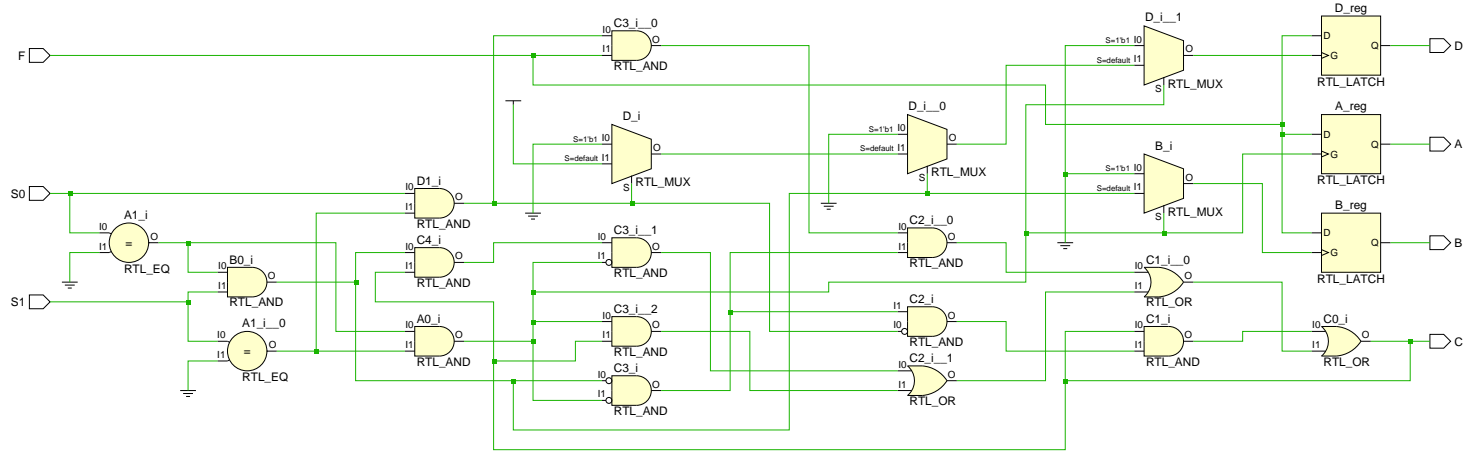 C3_i__0
I0
I1
O
RTL_AND
F
D_i__1
S=1'b1 I0
S=default I1
O
S
RTL_MUX
D_reg
D
G
Q
RTL_LATCH
D
D_i
S=1'b1 I0
S=default I1
O
S
RTL_MUX
D_i__0
S=1'b1 I0
S=default I1
O
S
RTL_MUX
A_reg
D
G
Q
RTL_LATCH
A
B_i
S=1'b1 I0
S=default I1
O
S
RTL_MUX
S0
D1_i
I0
I1
O
RTL_AND
B_reg
D
G
Q
RTL_LATCH
B
A1_i
I0
I1
=
O
RTL_EQ
C4_i
I0
I1
O
RTL_AND
C3_i__1
I0
I1
O
RTL_AND
C2_i__0
I0
I1
O
RTL_AND
B0_i
I0
I1
O
RTL_AND
C1_i__0
I0
I1
O
RTL_OR
S1
A1_i__0
I0
I1
=
O
RTL_EQ
A0_i
I0
I1
O
RTL_AND
C3_i__2
I0
I1
O
RTL_AND
C2_i
I1
I0
O
RTL_AND
C1_i
I0
I1
O
RTL_AND
C0_i
I0
I1
O
RTL_OR
C
C3_i
I0
I1
O
RTL_AND
C2_i__1
I0
I1
O
RTL_OR